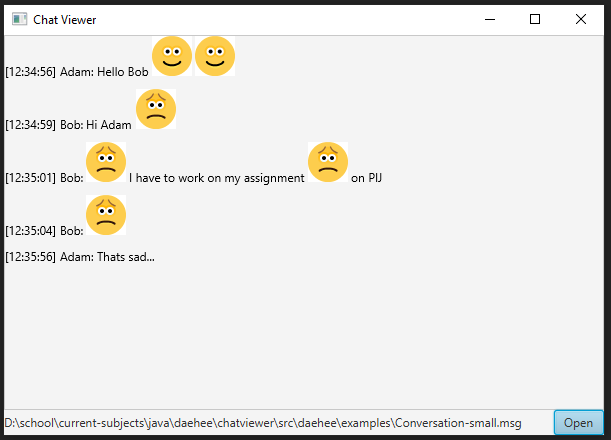 Chat Viewer
[12:34:56] Adam: Hello Bob
[12:34:59] Bob: Hi Adam
[12:35:01] Bob: I have to work on my assignment on PIJ
[12:35:04] Bob:
[12:35:56] Adam: Thats sad...
D:\school\current-subjects\java\daehee\chatviewer\src\daehee\examples\Conversation-small.msg Open